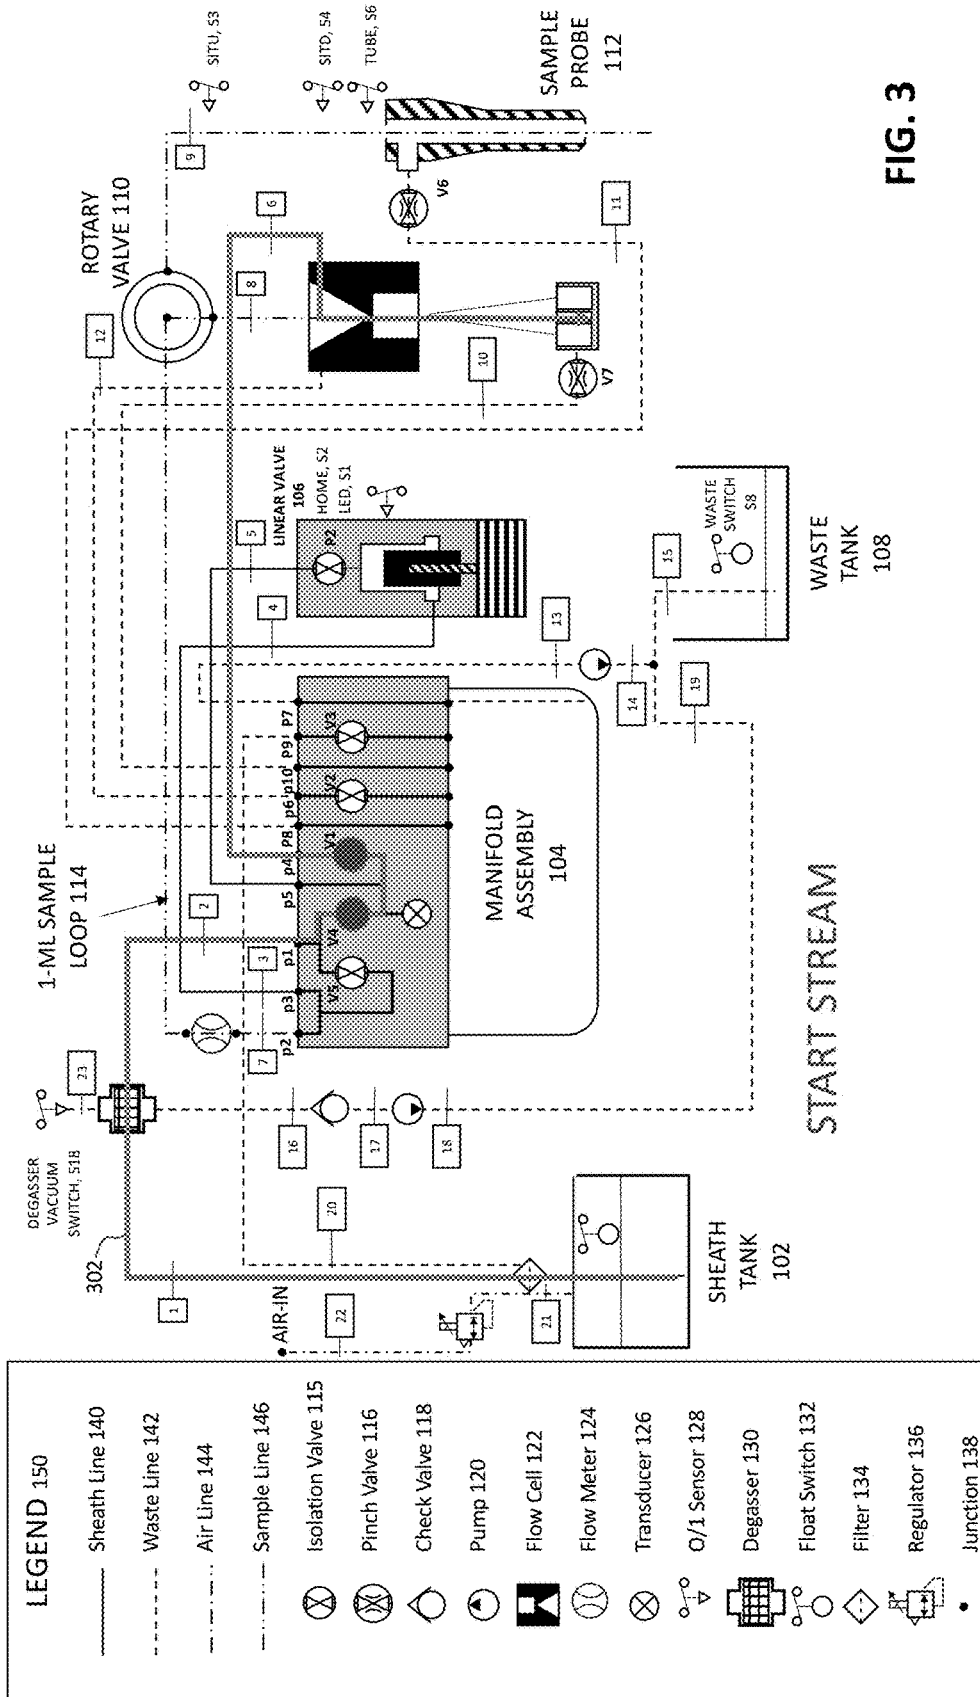 LEGEND 150
Sheath Line 140
Waste Line 142
Air Line 144
Sample Line 146
Isolation Valve 115
Pinch Valve 116
Check Valve 118
Pump 120
Flow Cell 122
Flow Meter 124
Transducer 126
O/1 Sensor 128
Degasser 130
Float Switch 132
Filter 134
Regulator 136
Junction 138
DEGASSER
VACUUM
SWITCH, S18
302
23
1
22
AIR-IN
20
21
SHEATH
TANK
102
16
17
18
1-ML SAMPLE
LOOP 114
2
3
7
p2
p3
p1
p5
p4
P8
p6
p10
P9
P7
V5
V4
V1
V2
V3
MANIFOLD
ASSEMBLY
104
START STREAM
4
5
LINEAR VALVE
106
HOME, S2
LED, S1
P2
13
14
15
19
WASTE
SWITCH
S8
WASTE
TANK
108
12
ROTARY
VALVE 110
8
6
9
10
11
V7
V6
SITU, S3
SITD, S4
TUBE, S6
SAMPLE
PROBE
112
FIG. 3